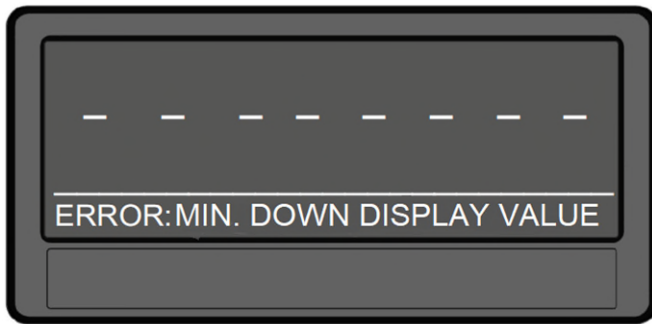 – – – – – – – –
ERROR:MIN. DOWN DISPLAY VALUE